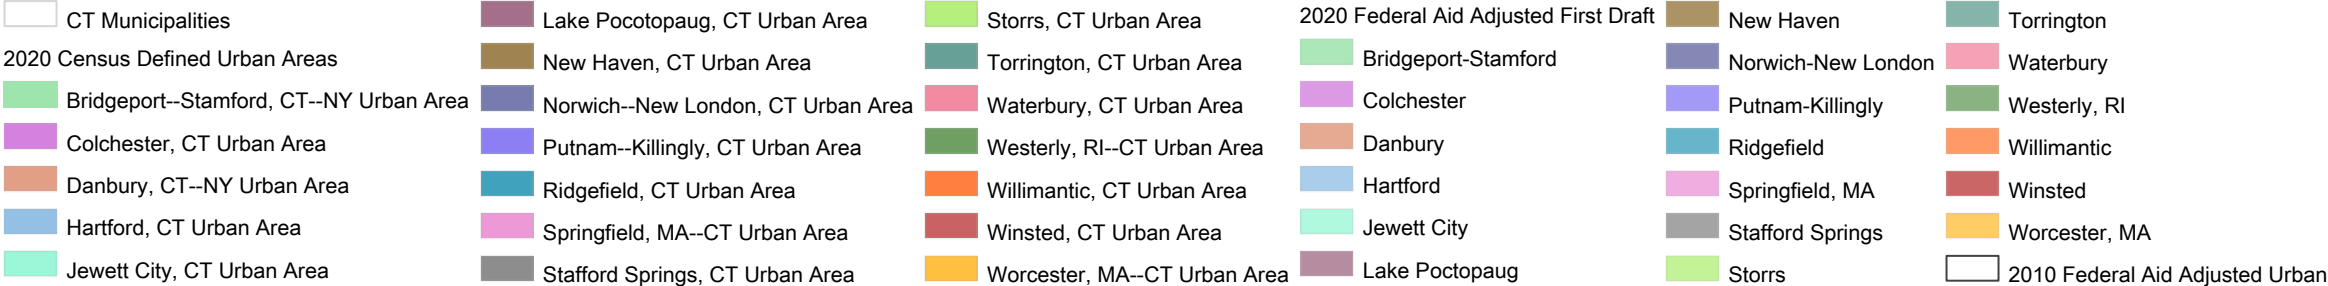 CT Municipalities
2020 Census Defined Urban Areas
Bridgeport--Stamford, CT--NY Urban Area
Colchester, CT Urban Area
Danbury, CT--NY Urban Area
Hartford, CT Urban Area
Jewett City, CT Urban Area
Lake Pocotopaug, CT Urban Area
New Haven, CT Urban Area
Norwich--New London, CT Urban Area
Putnam--Killingly, CT Urban Area
Ridgefield, CT Urban Area
Springfield, MA--CT Urban Area
Stafford Springs, CT Urban Area
Storrs, CT Urban Area
Torrington, CT Urban Area
Waterbury, CT Urban Area
Westerly, RI--CT Urban Area
Willimantic, CT Urban Area
Winsted, CT Urban Area
Worcester, MA--CT Urban Area
2020 Federal Aid Adjusted First Draft
Bridgeport-Stamford
Colchester
Danbury
Hartford
Jewett City
Lake Poctopaug
New Haven
Norwich-New London
Putnam-Killingly
Ridgefield
Springfield, MA
Stafford Springs
Storrs
Torrington
Waterbury
Westerly, RI
Willimantic
Winsted
Worcester, MA
2010 Federal Aid Adjusted Urban